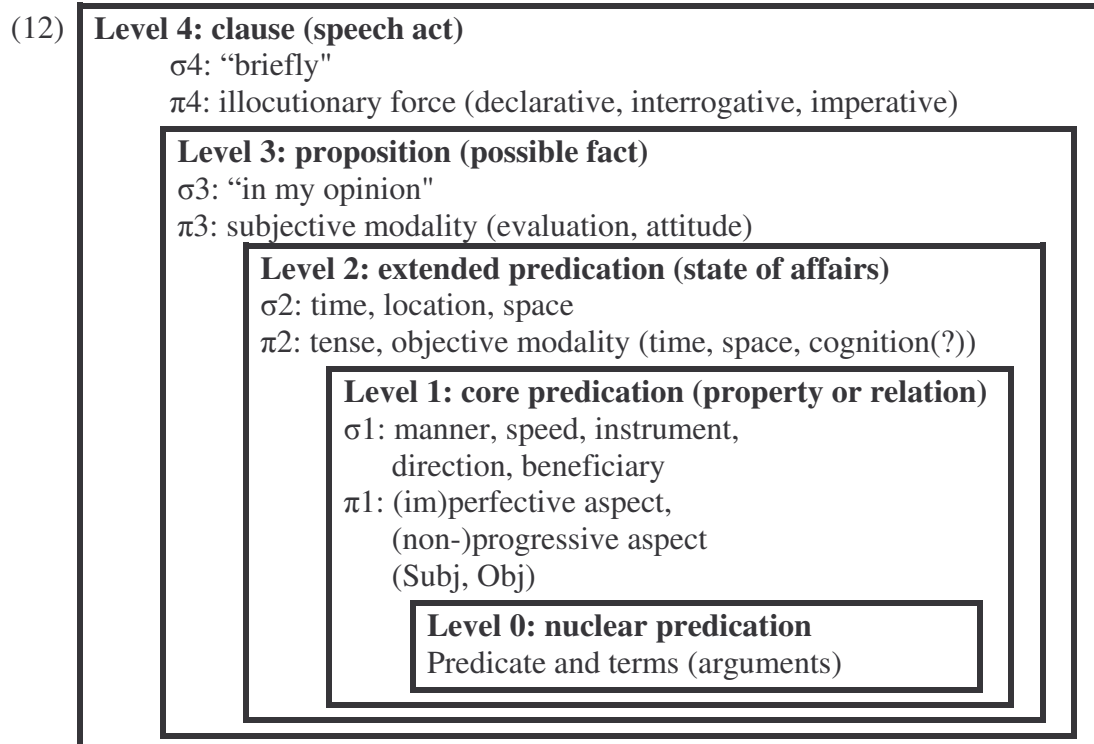 (12) Level 4: clause (speech act)
σ4: “briefly"
π4: illocutionary force (declarative, interrogative, imperative)
Level 3: proposition (possible fact)
σ3: “in my opinion"
π3: subjective modality (evaluation, attitude)
Level 2: extended predication (state of affairs)
σ2: time, location, space
π2: tense, objective modality (time, space, cognition(?))
Level 1: core predication (property or relation)
σ1: manner, speed, instrument,
direction, beneficiary
π1: (im)perfective aspect,
(non-)progressive aspect
(Subj, Obj)
Level 0: nuclear predication
Predicate and terms (arguments)